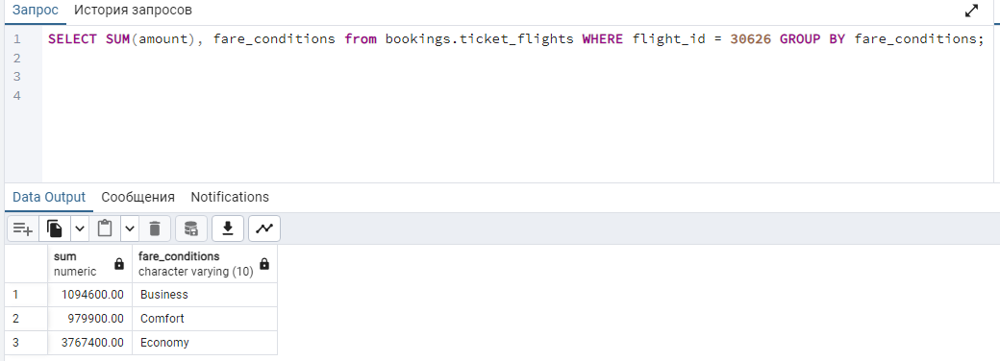 Запрос История запросов
1 SELECT SUM(amount), fare_conditions from bookings.ticket_flights WHERE flight_id = 30626 GROUP BY fare_conditions;
2
3
4
Data Output Сообщения Notifications
sum fare_conditions
numeric character varying (10)
1 1094600.00 Business
2 979900.00 Comfort
3 3767400.00 Economy